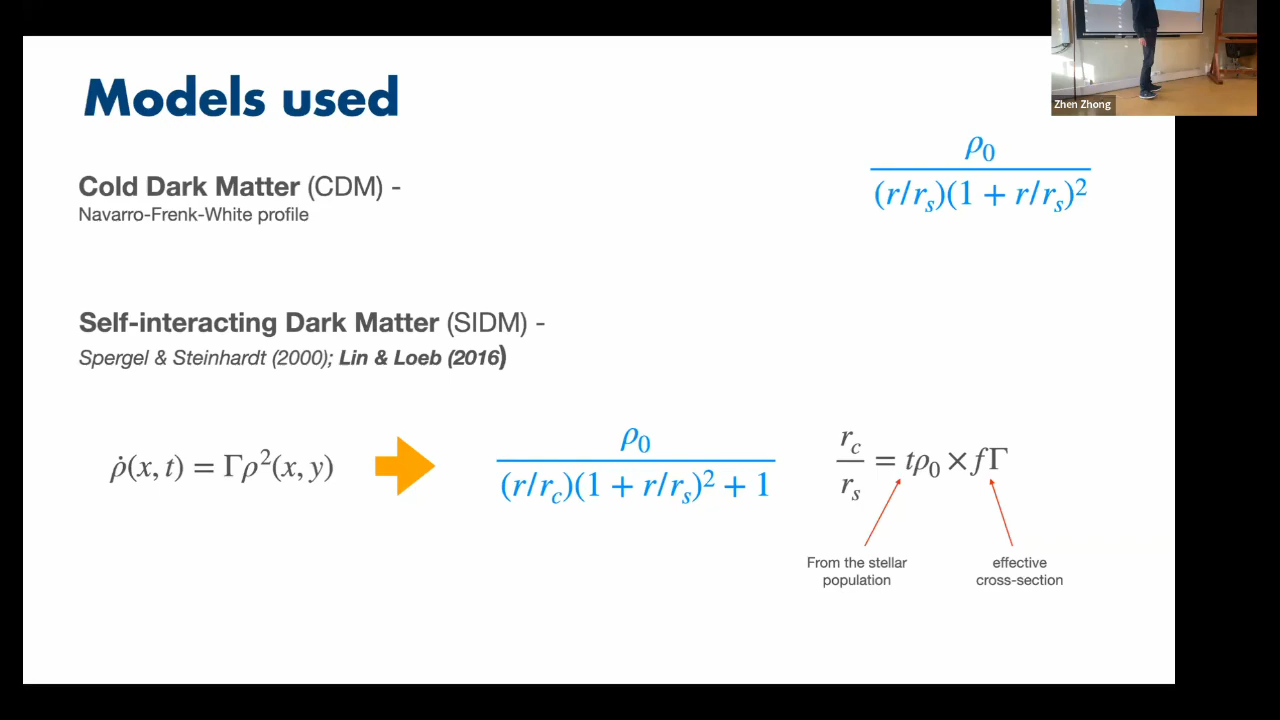 Models used
Zhen Zhong
Cold Dark Matter (CDM) -
Navarro-Frenk-White profile
ρ₀
(r/rₛ)(1 + r/rₛ)²
Self-interacting Dark Matter (SIDM) -
Spergel & Steinhardt (2000); Lin & Loeb (2016)
ρ̇(x, t) = Γρ²(x, y)
ρ₀
(r/r_c)(1 + r/rₛ)² + 1
r_c
rₛ
= tρ₀ × fΓ
From the stellar
population
effective
cross-section